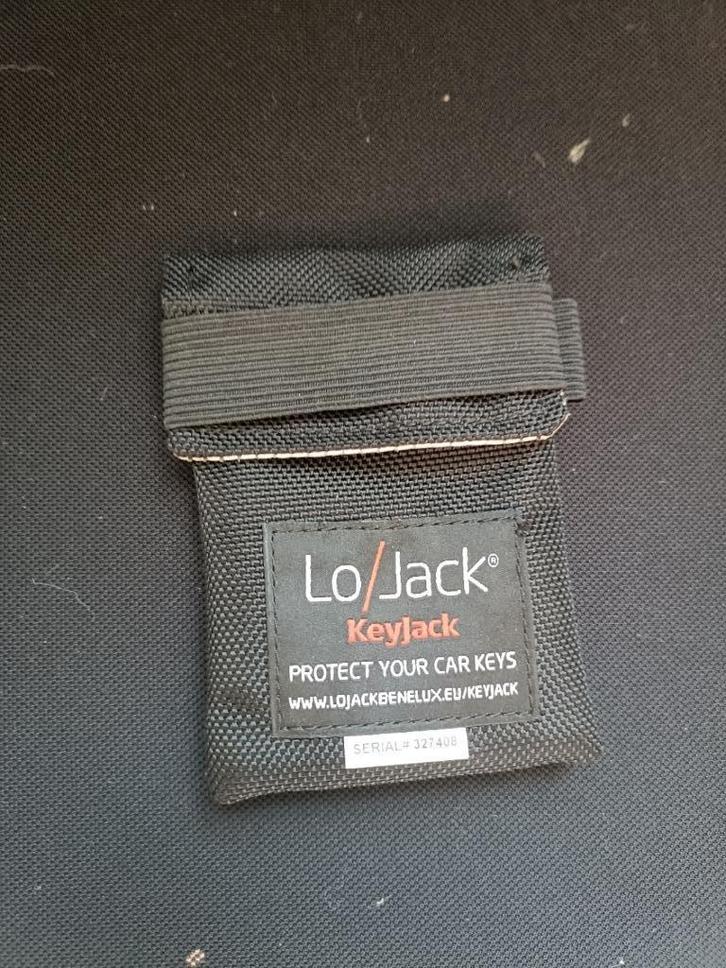 Lo/Jack®
KeyJack
PROTECT YOUR CAR KEYS
WWW.LOJACKBENELUX.EU/KEYJACK
SERIAL# 327408